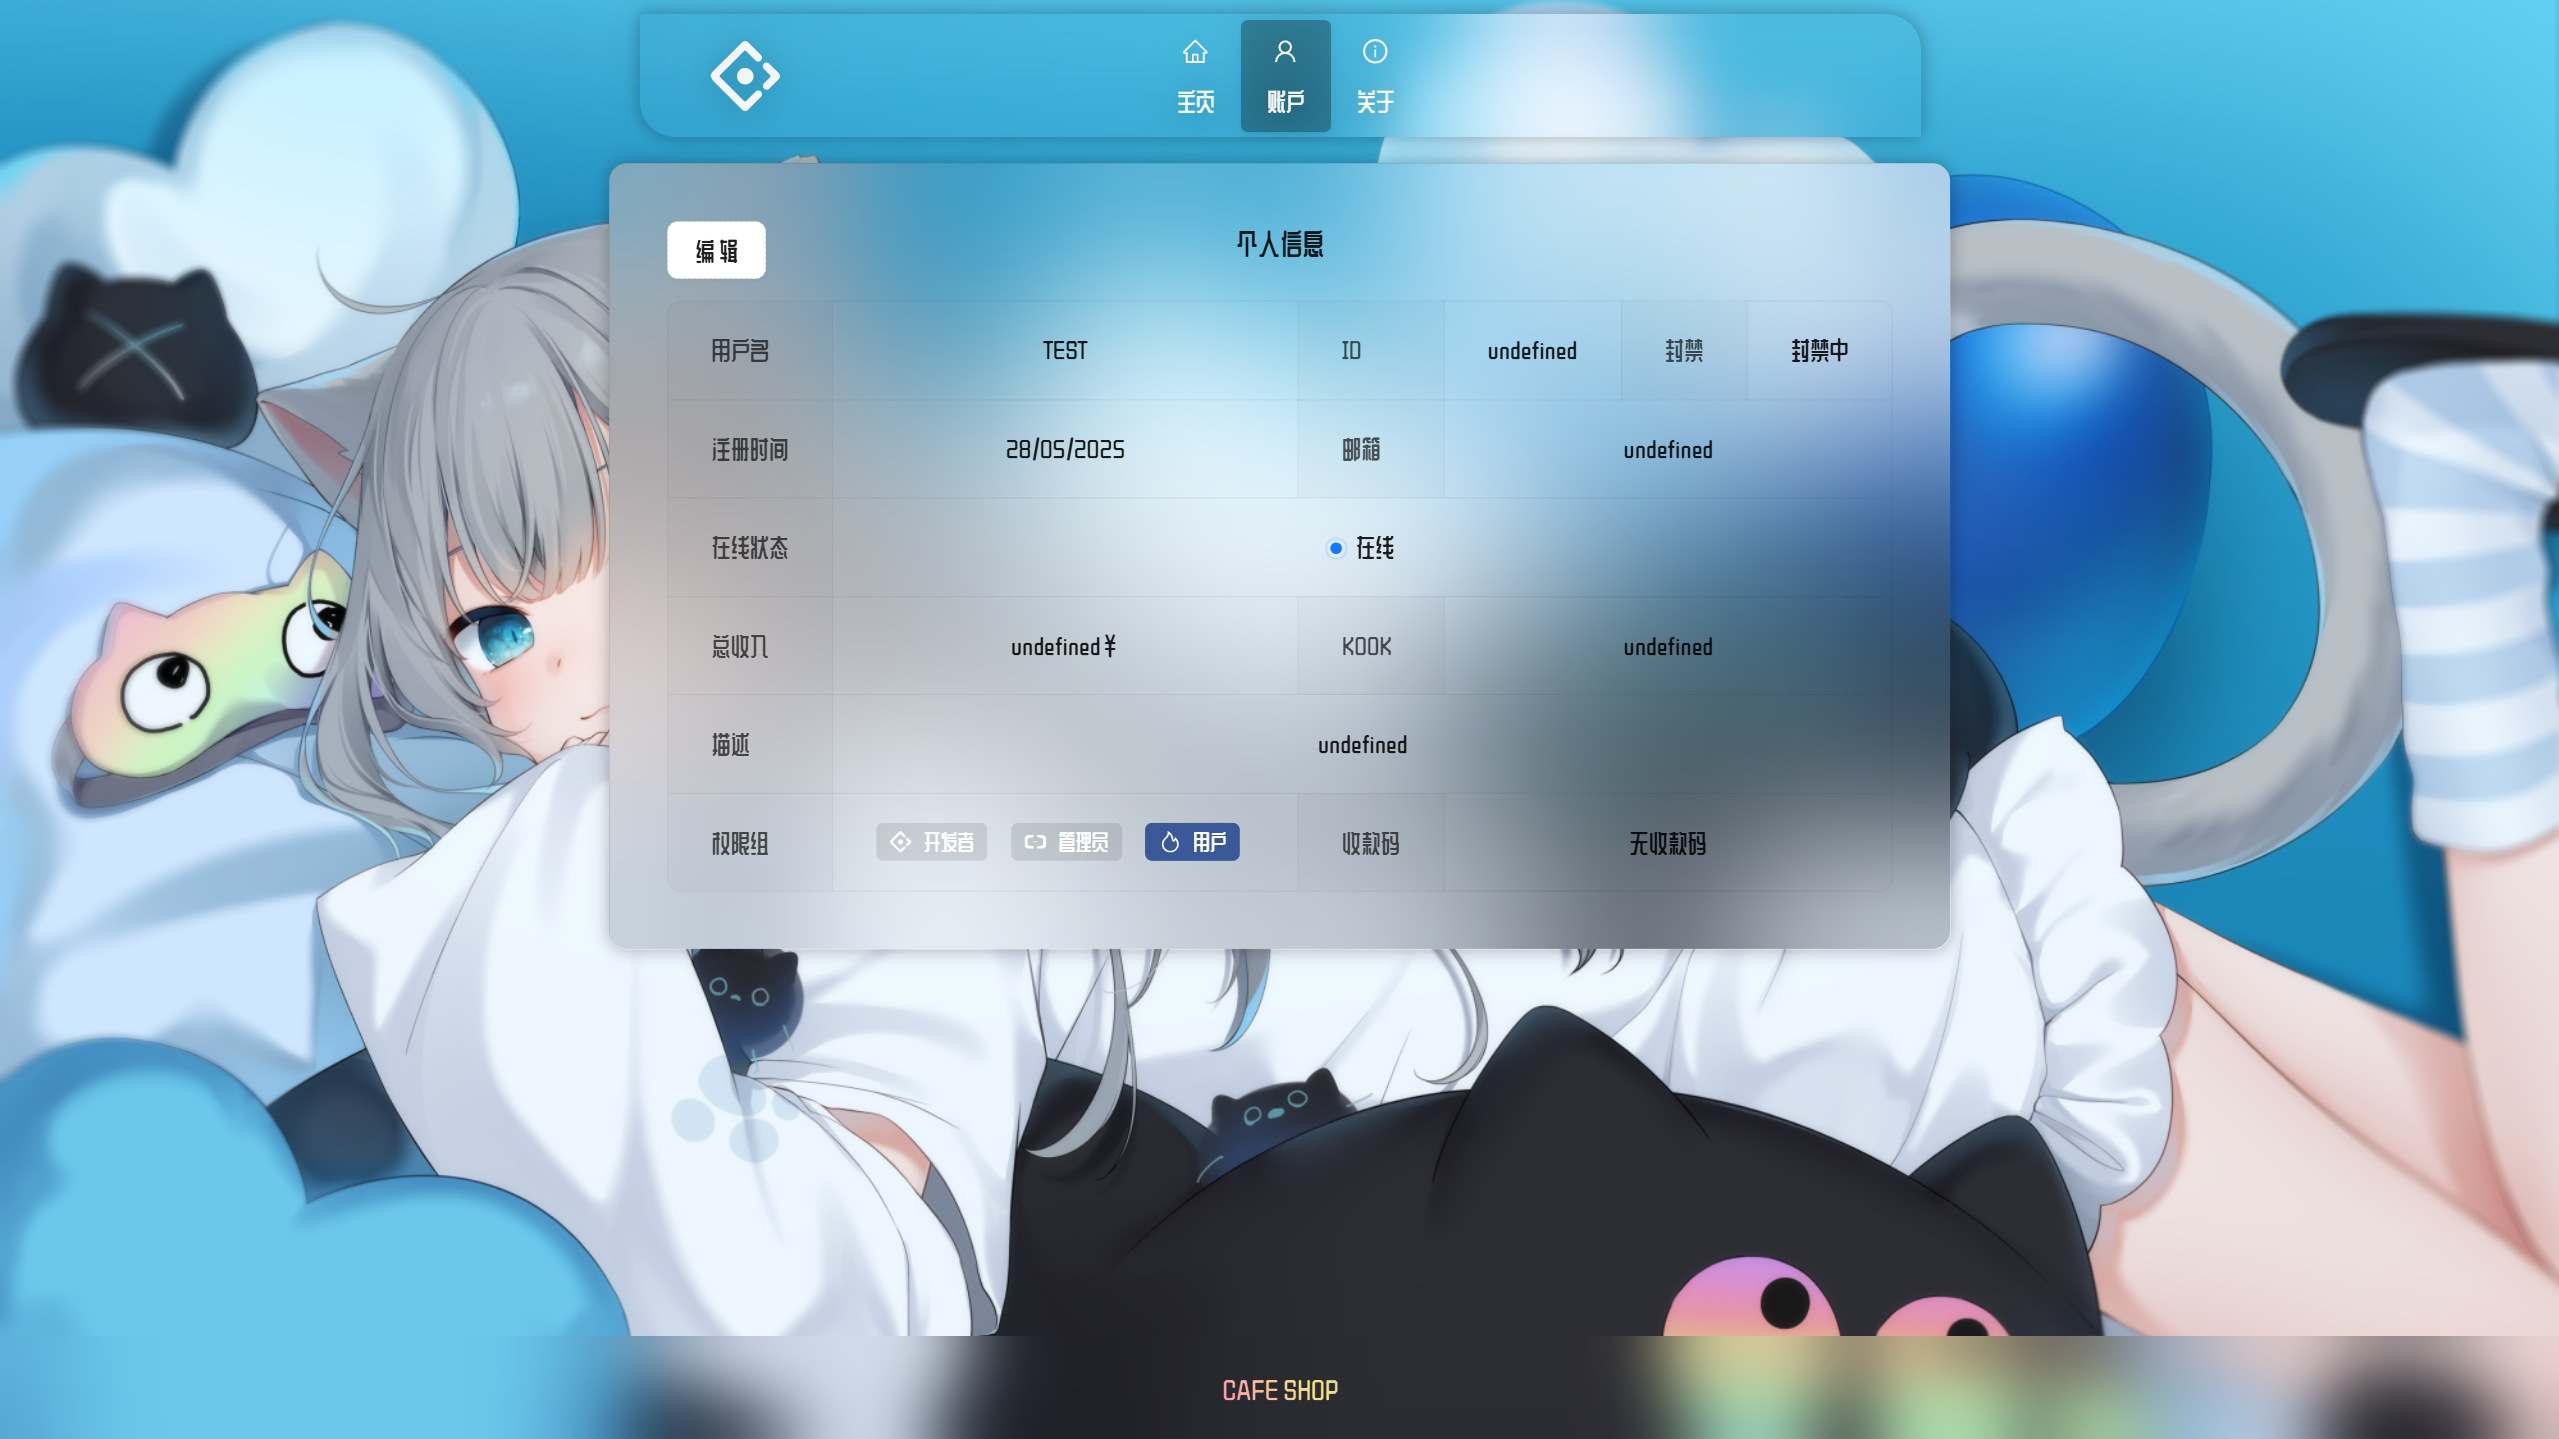 主页
账户
关于
编 辑
个人信息
用户名 TEST ID undefined 封禁 封禁中
注册时间 28/05/2025 邮箱 undefined
在线状态 在线
总收入 undefined¥ KOOK undefined
描述 undefined
权限组 开发者 管理员 用户 收款码 无收款码
CAFE SHOP